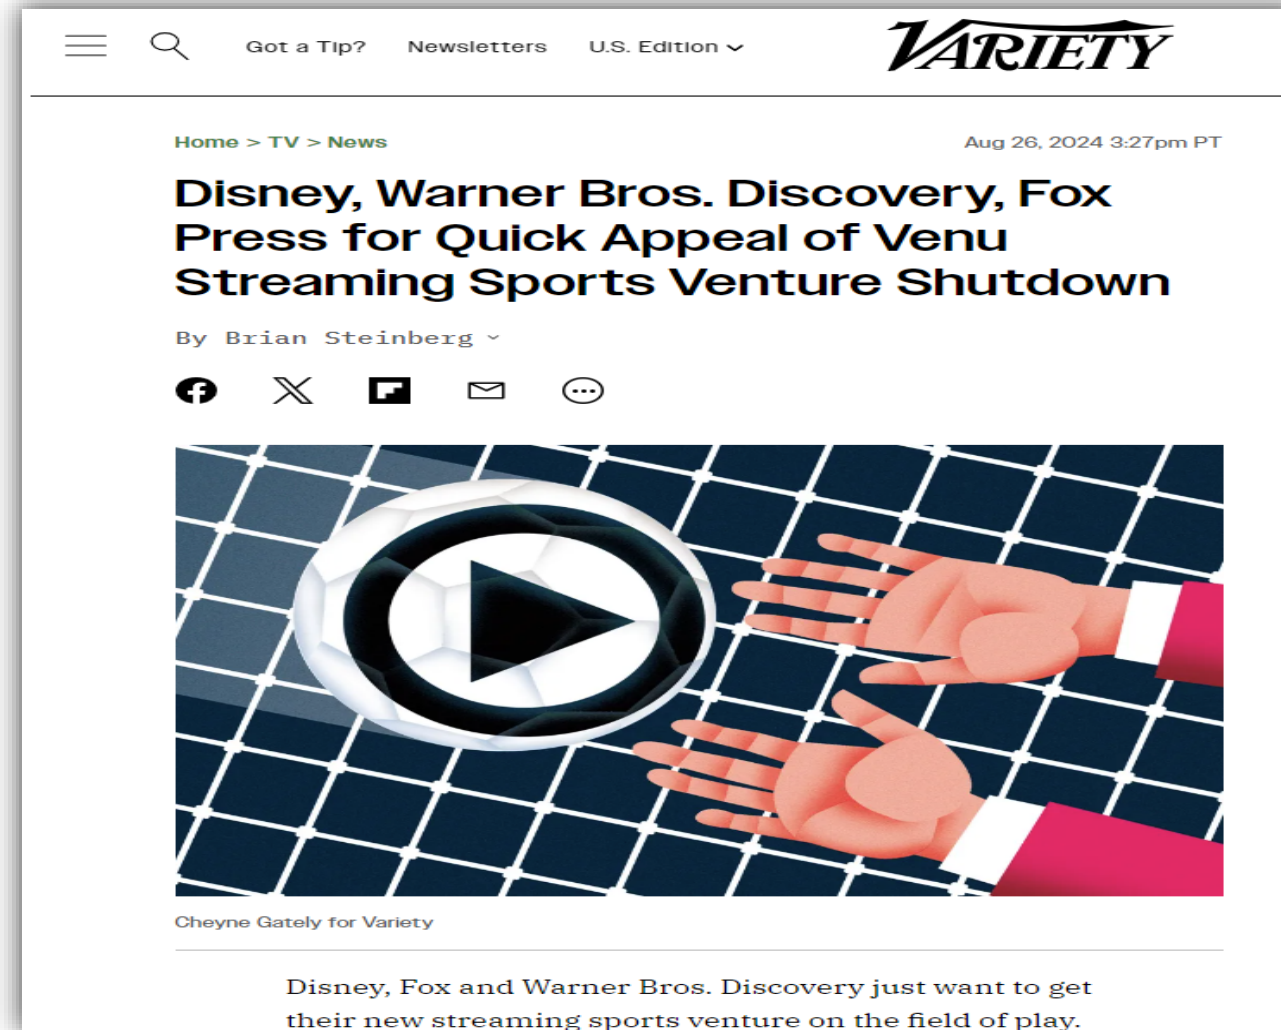 Got a Tip? Newsletters U.S. Edition VARIETY
Home > TV > News Aug 26, 2024 3:27pm PT
Disney, Warner Bros. Discovery, Fox
Press for Quick Appeal of Venu
Streaming Sports Venture Shutdown
By Brian Steinberg
Cheyne Gately for Variety
Disney, Fox and Warner Bros. Discovery just want to get
their new streaming sports venture on the field of play.